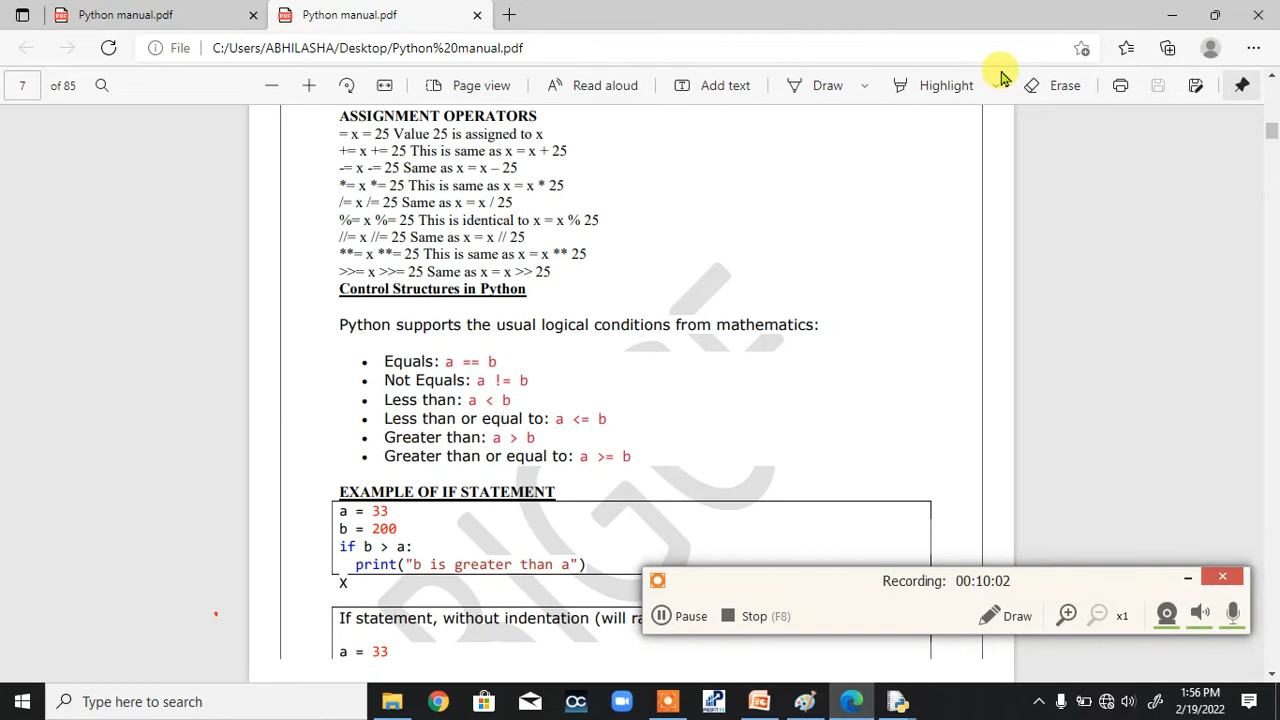 Python manual.pdf
Python manual.pdf
File C:/Users/ABHILASHA/Desktop/Python%20manual.pdf
7 of 85 Page view Read aloud Add text Draw Highlight Erase
ASSIGNMENT OPERATORS
= x = 25 Value 25 is assigned to x
+= x += 25 This is same as x = x + 25
-= x -= 25 Same as x = x – 25
*= x *= 25 This is same as x = x * 25
/= x /= 25 Same as x = x / 25
%= x %= 25 This is identical to x = x % 25
//= x //= 25 Same as x = x // 25
**= x **= 25 This is same as x = x ** 25
>>= x >>= 25 Same as x = x >> 25
Control Structures in Python
Python supports the usual logical conditions from mathematics:
• Equals: a == b
• Not Equals: a != b
• Less than: a < b
• Less than or equal to: a <= b
• Greater than: a > b
• Greater than or equal to: a >= b
EXAMPLE OF IF STATEMENT
a = 33
b = 200
if b > a:
print("b is greater than a")
X
If statement, without indentation (will
a = 33
Recording: 00:10:02
Pause Stop (F8) Draw x1
Type here to search
OC
PROFIT
1:56 PM
2/19/2022